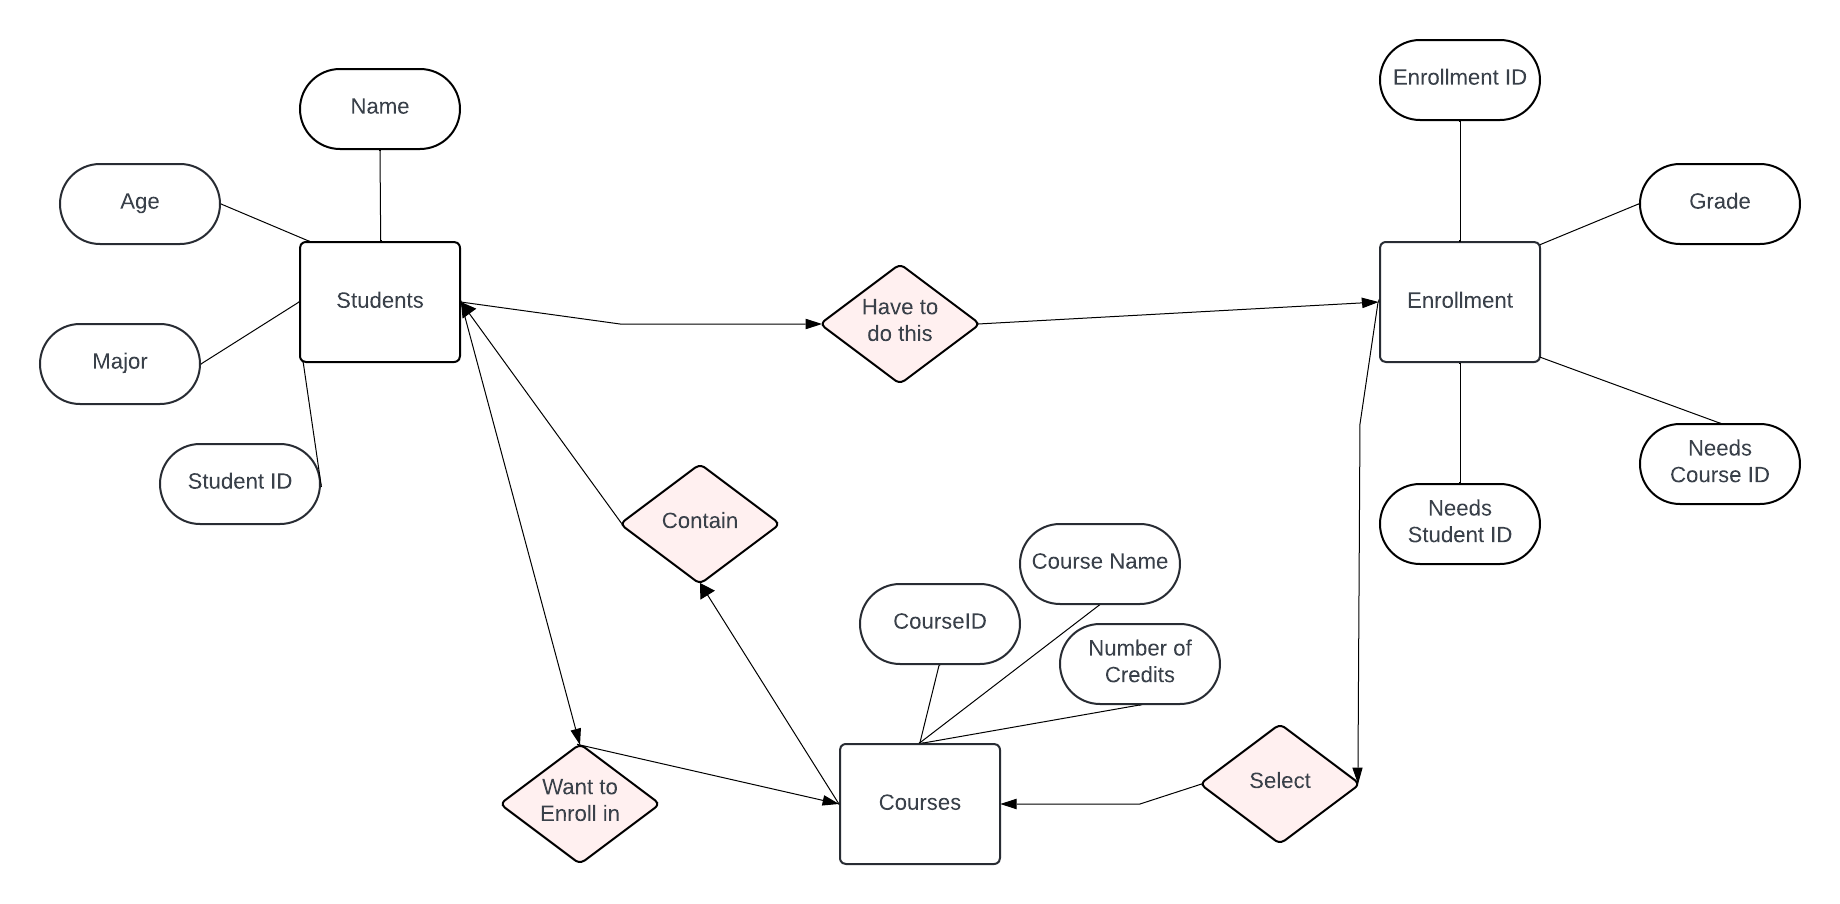 Name
Enrollment ID
Age
Grade
Students
Have to
do this
Enrollment
Major
Student ID
Contain
Needs
Course ID
Needs
Student ID
Course Name
CourseID
Number of
Credits
Want to
Enroll in
Courses
Select